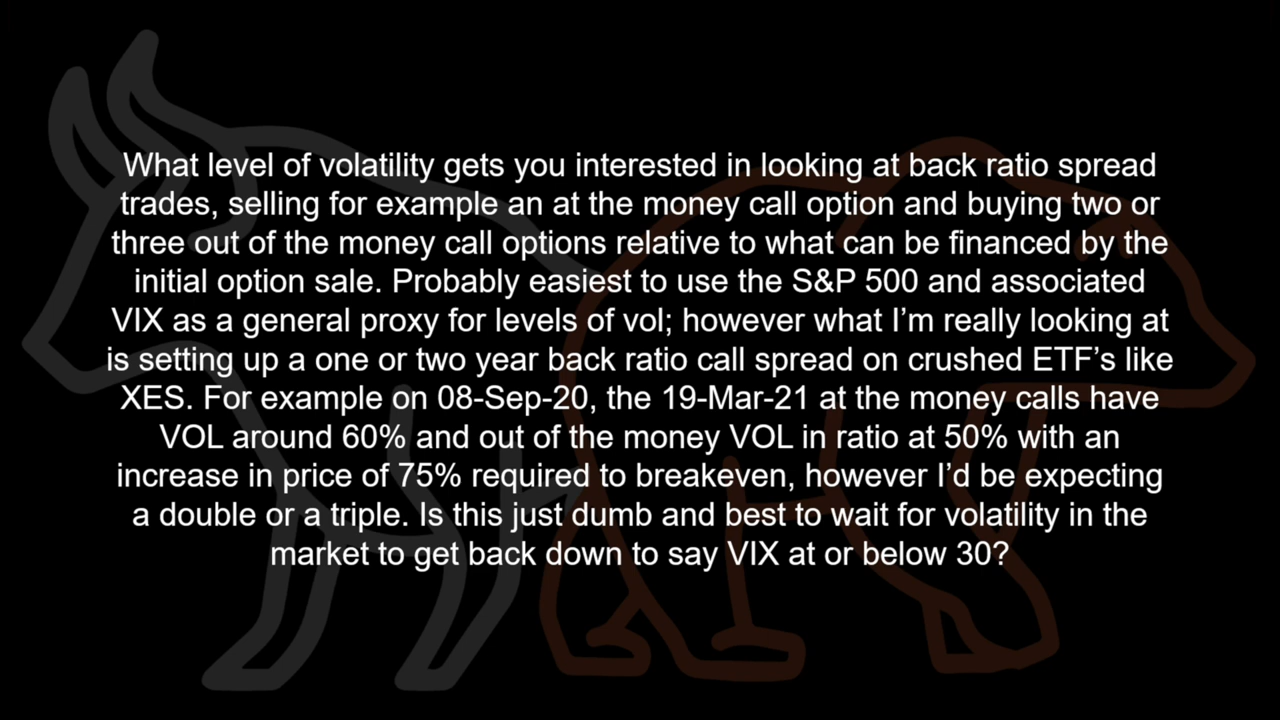 What level of volatility gets you interested in looking at back ratio spread
trades, selling for example an at the money call option and buying two or
three out of the money call options relative to what can be financed by the
initial option sale. Probably easiest to use the S&P 500 and associated
VIX as a general proxy for levels of vol; however what I’m really looking at
is setting up a one or two year back ratio call spread on crushed ETF’s like
XES. For example on 08-Sep-20, the 19-Mar-21 at the money calls have
VOL around 60% and out of the money VOL in ratio at 50% with an
increase in price of 75% required to breakeven, however I’d be expecting
a double or a triple. Is this just dumb and best to wait for volatility in the
market to get back down to say VIX at or below 30?